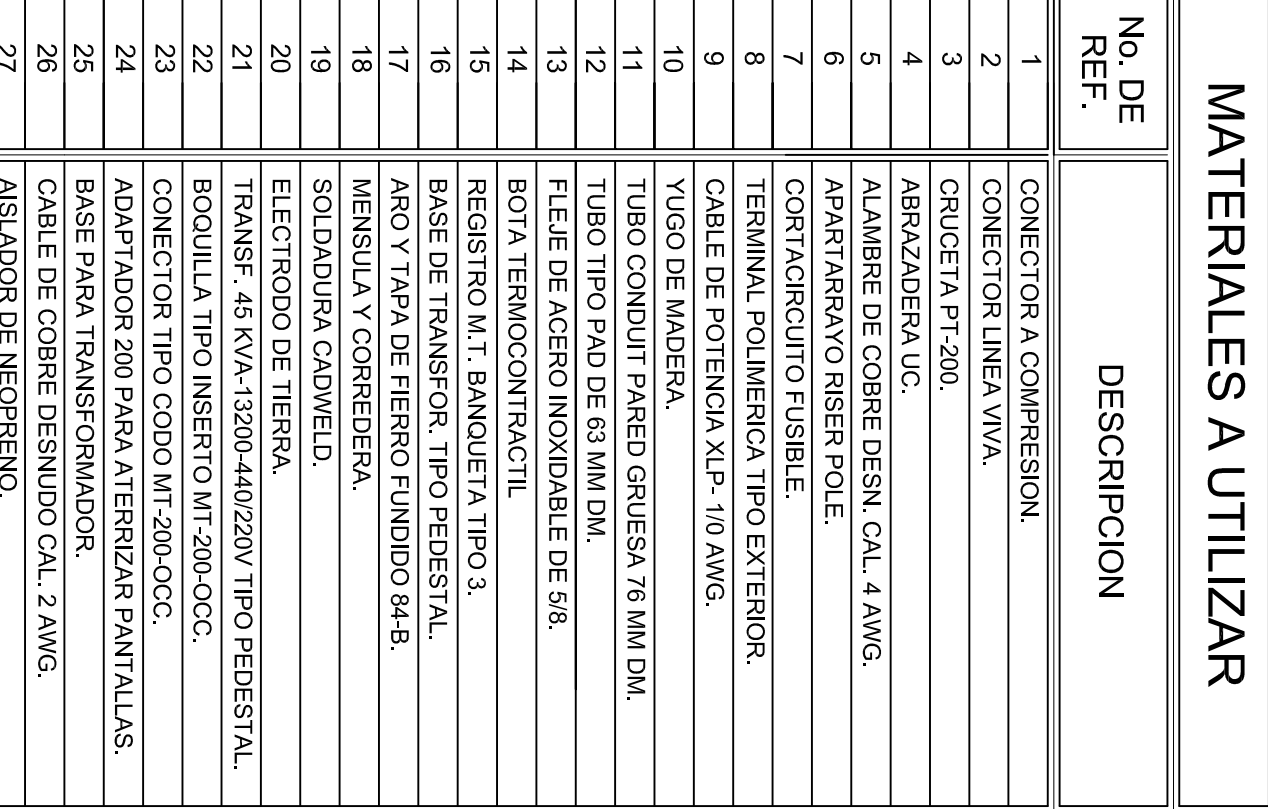 MATERIALES A UTILIZAR
No. DE REF. DESCRIPCION
1 CONECTOR A COMPRESION.
2 CONECTOR LINEA VIVA.
3 CRUCETA PT-200.
4 ABRAZADERA UC.
5 ALAMBRE DE COBRE DESN. CAL. 4 AWG.
6 APARTARRAYO RISER POLE.
7 CORTACIRCUITO FUSIBLE.
8 TERMINAL POLIMERICA TIPO EXTERIOR.
9 CABLE DE POTENCIA XLP- 1/0 AWG.
10 YUGO DE MADERA.
11 TUBO CONDUIT PARED GRUESA 76 MM DM.
12 TUBO TIPO PAD DE 63 MM DM.
13 FLEJE DE ACERO INOXIDABLE DE 5/8.
14 BOTA TERMOCONTRACTIL
15 REGISTRO M.T. BANQUETA TIPO 3.
16 BASE DE TRANSFOR. TIPO PEDESTAL.
17 ARO Y TAPA DE FIERRO FUNDIDO 84-B.
18 MENSULA Y CORREDERA.
19 SOLDADURA CADWELD.
20 ELECTRODO DE TIERRA.
21 TRANSF. 45 KVA-13200-440/220V TIPO PEDESTAL.
22 BOQUILLA TIPO INSERTO MT-200-OCC.
23 CONECTOR TIPO CODO MT-200-OCC.
24 ADAPTADOR 200 PARA ATERRIZAR PANTALLAS.
25 BASE PARA TRANSFORMADOR.
26 CABLE DE COBRE DESNUDO CAL. 2 AWG.
27 AISLADOR DE NEOPRENO.